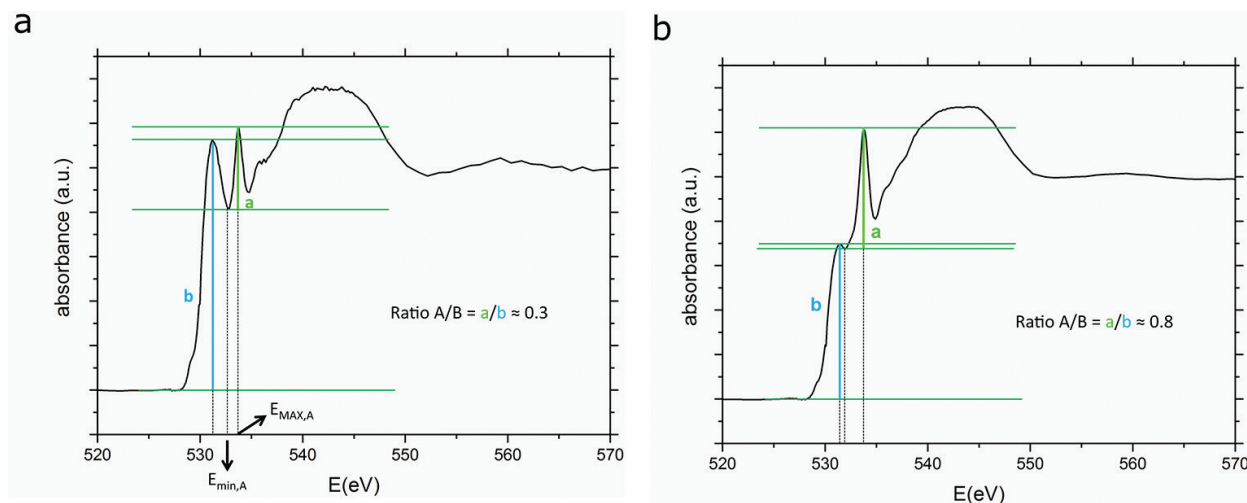 a
absorbance (a.u.)
b
a
Ratio A/B = a/b ≈ 0.3
E_MAX,A
520 530 540 550 560 570
E_min,A
E(eV)
b
absorbance (a.u.)
a
b
Ratio A/B = a/b ≈ 0.8
520 530 540 550 560 570
E(eV)